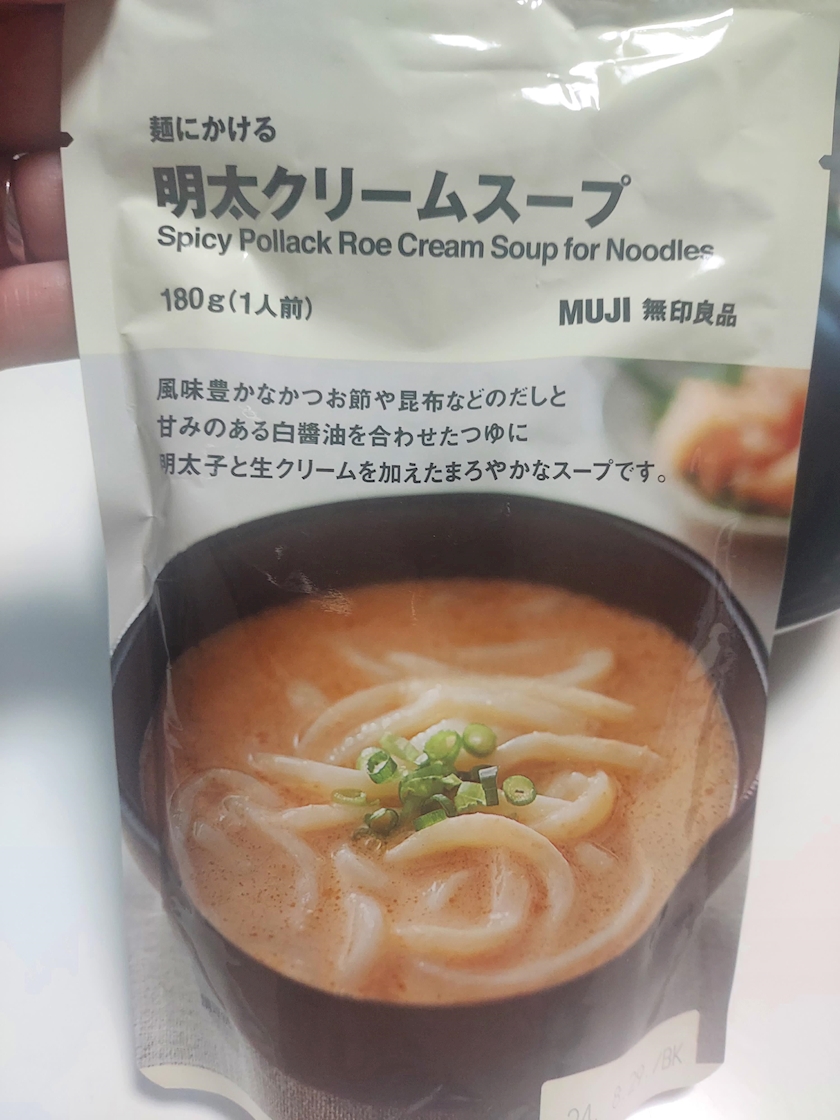 麺にかける
明太クリームスープ
Spicy Pollack Roe Cream Soup for Noodles
180g(1人前)
MUJI 無印良品
風味豊かなかつお節や昆布などのだしと
甘みのある白醤油を合わせたつゆに
明太子と生クリームを加えたまろやかなスープです。
24. 8.29/BK